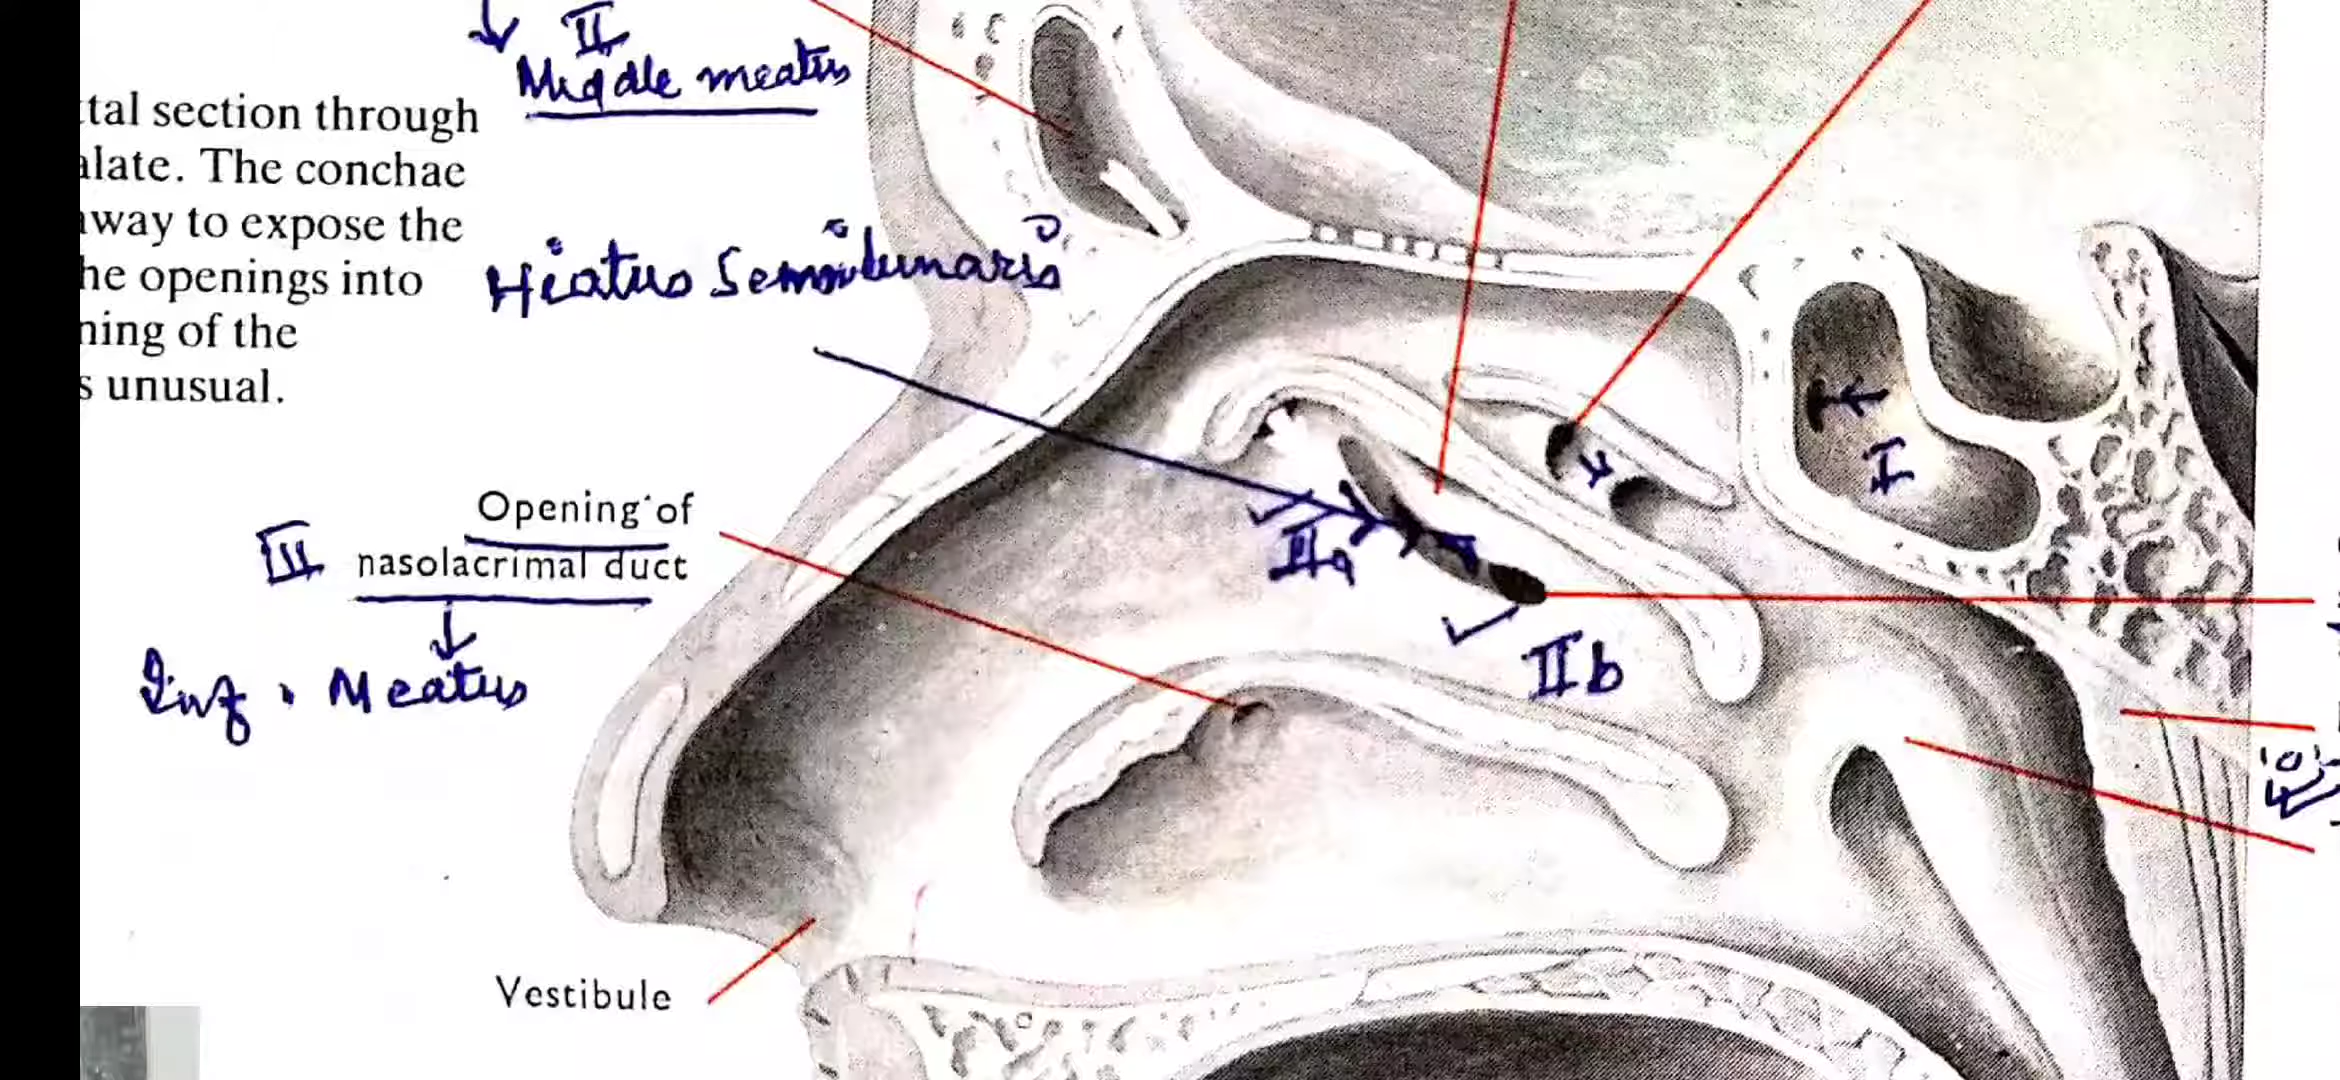 II
Middle meatus
tal section through
alate. The conchae
way to expose the
he openings into
ning of the
s unusual.
Hiatus Semilunaris
I
Opening of
III nasolacrimal duct
IIa
IIb
Inf. Meatus
Vestibule